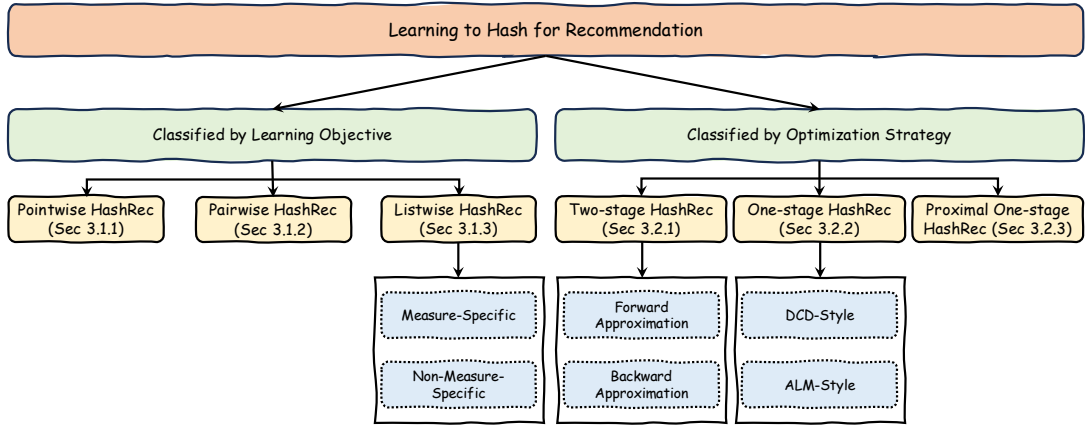 Learning to Hash for Recommendation
Classified by Learning Objective
Classified by Optimization Strategy
Pointwise HashRec
(Sec 3.1.1)
Pairwise HashRec
(Sec 3.1.2)
Listwise HashRec
(Sec 3.1.3)
Two-stage HashRec
(Sec 3.2.1)
One-stage HashRec
(Sec 3.2.2)
Proximal One-stage
HashRec (Sec 3.2.3)
Measure-Specific
Forward
Approximation
DCD-Style
Non-Measure-
Specific
Backward
Approximation
ALM-Style